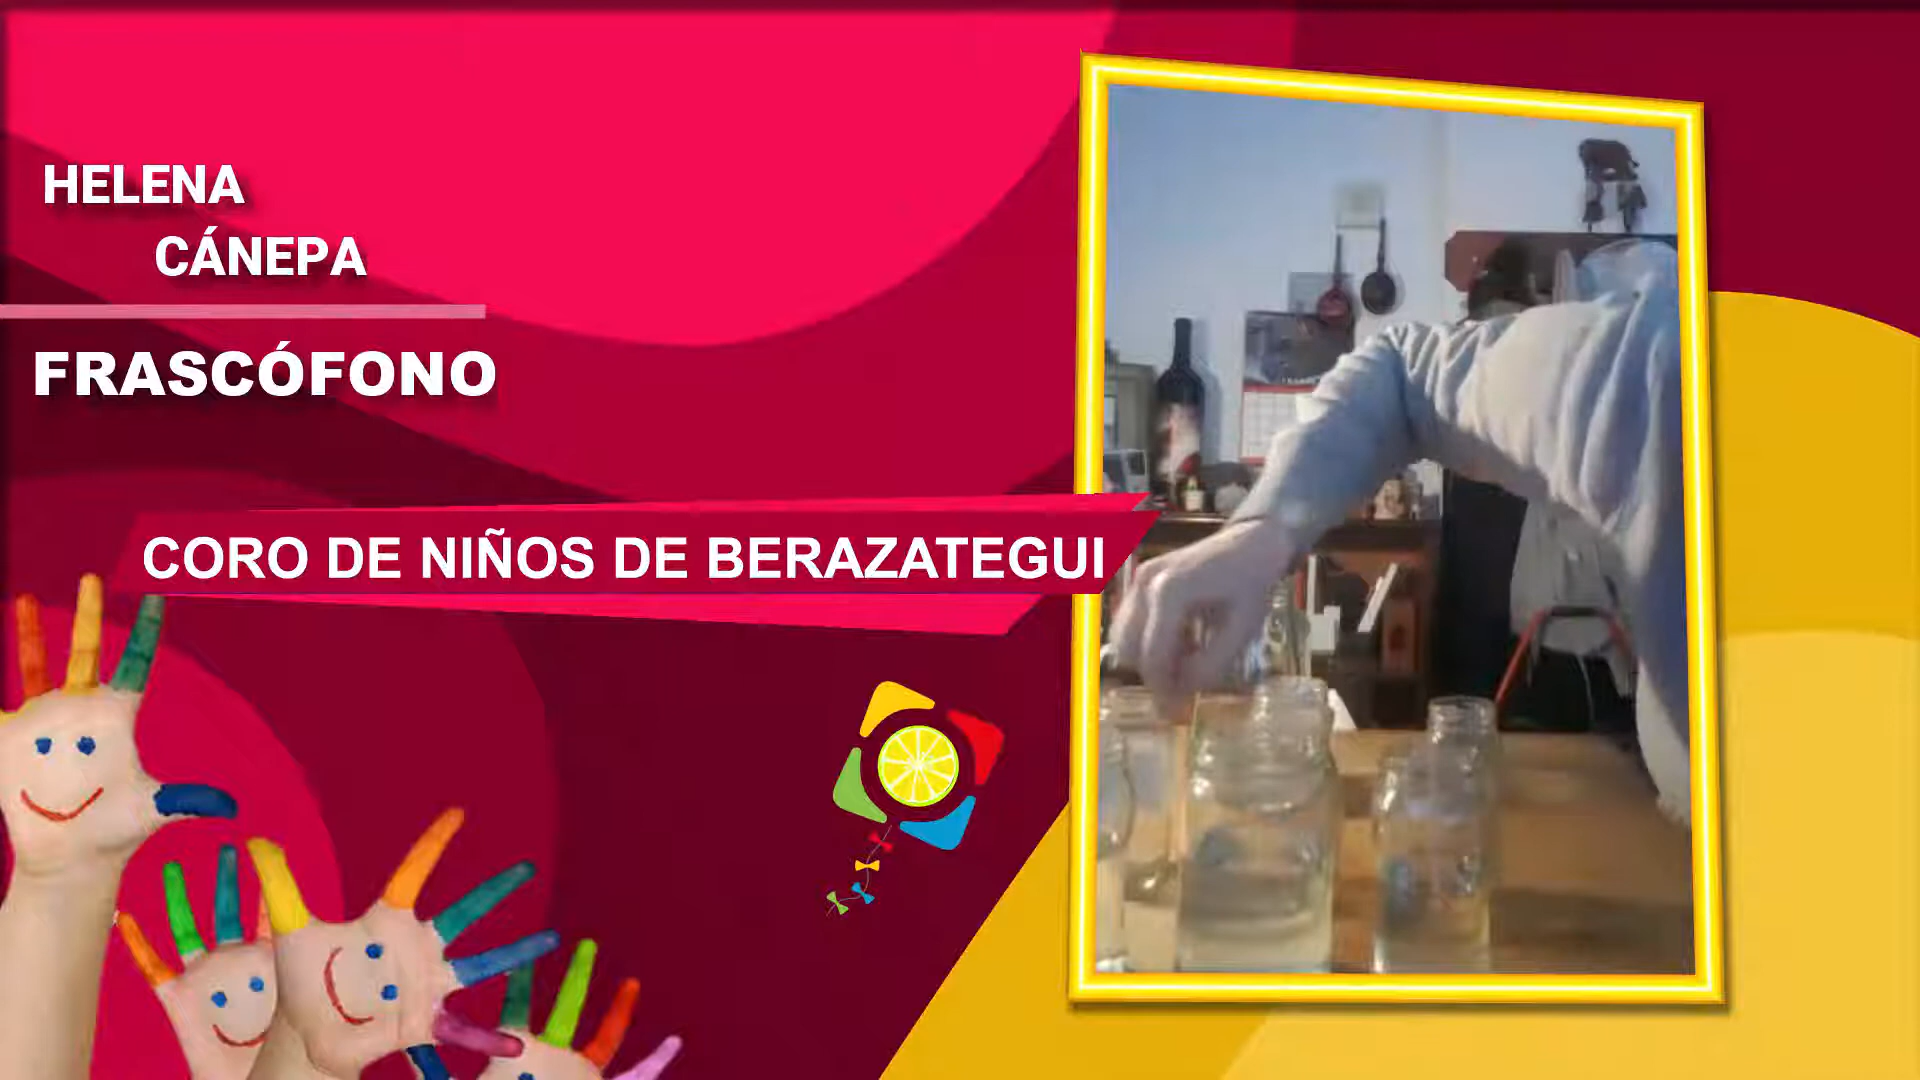 HELENA
CÁNEPA
FRASCÓFONO
CORO DE NIÑOS DE BERAZATEGUI